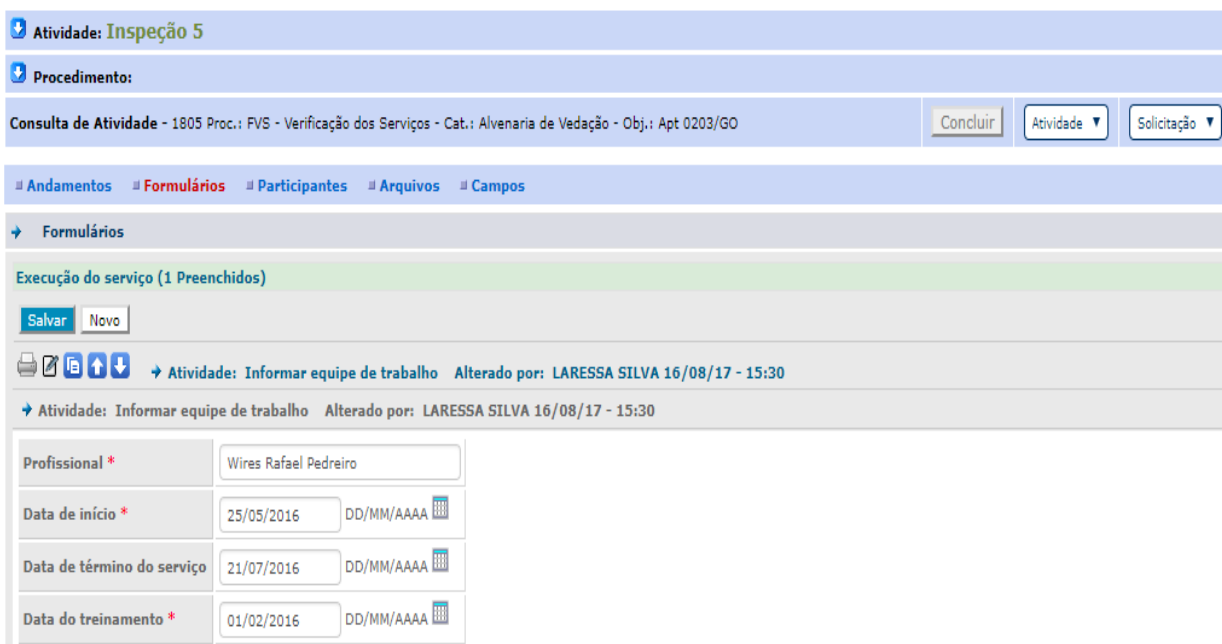 Atividade: Inspeção 5
Procedimento:
Consulta de Atividade - 1805 Proc.: FVS - Verificação dos Serviços - Cat.: Alvenaria de Vedação - Obj.: Apt 0203/GO Concluir Atividade ▼ Solicitação ▼
Andamentos Formulários Participantes Arquivos Campos
Formulários
Execução do serviço (1 Preenchidos)
Salvar Novo
Atividade: Informar equipe de trabalho Alterado por: LARESSA SILVA 16/08/17 - 15:30
Atividade: Informar equipe de trabalho Alterado por: LARESSA SILVA 16/08/17 - 15:30
Profissional * Wires Rafael Pedreiro
Data de início * 25/05/2016 DD/MM/AAAA
Data de término do serviço 21/07/2016 DD/MM/AAAA
Data do treinamento * 01/02/2016 DD/MM/AAAA